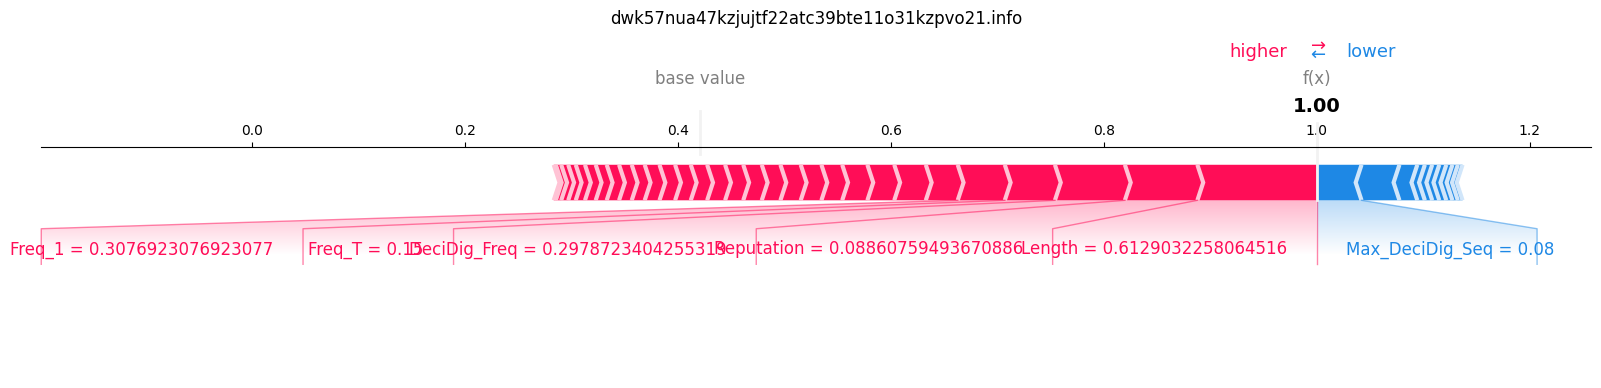 dwk57nua47kzjujtf22atc39bte11o31kzpvo21.info
higher → ← lower
base value f(x)
1.00
0.0 0.2 0.4 0.6 0.8 1.0 1.2
Freq_1 = 0.3076923076923077 Freq_T = 0.15 DeciDig_Freq = 0.2978723404255319 Reputation = 0.08860759493670886 Length = 0.6129032258064516 Max_DeciDig_Seq = 0.08